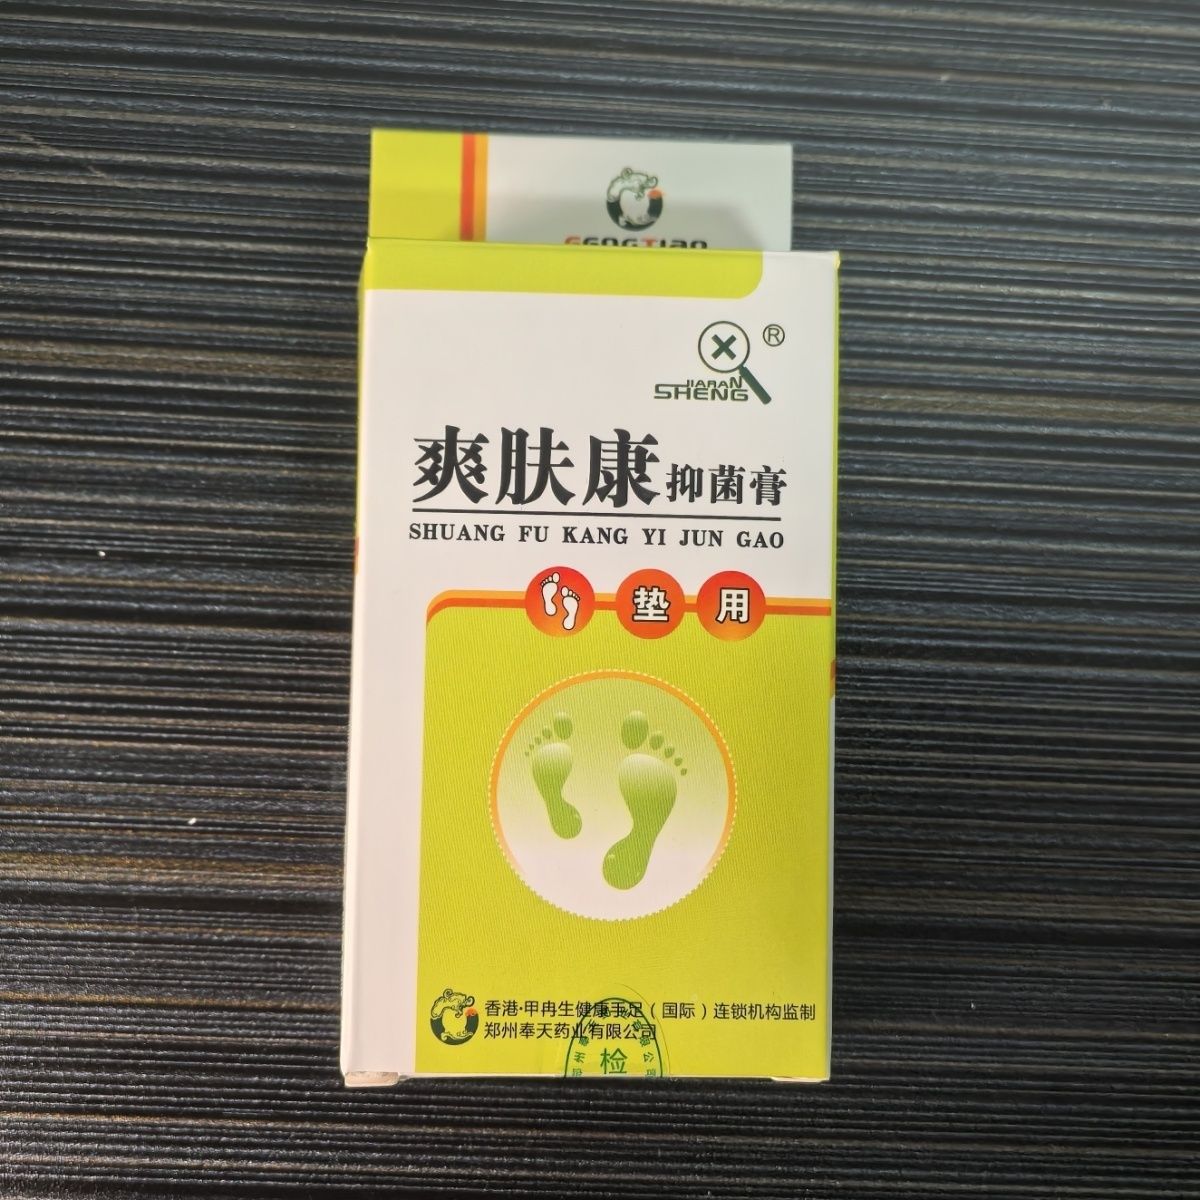 FENGTIAN
×
®
JIARAN
SHENG
爽肤康抑菌膏
SHUANG FU KANG YI JUN GAO
垫用
香港·甲冉生健康手足（国际）连锁机构监制
郑州奉天药业有限公司
检